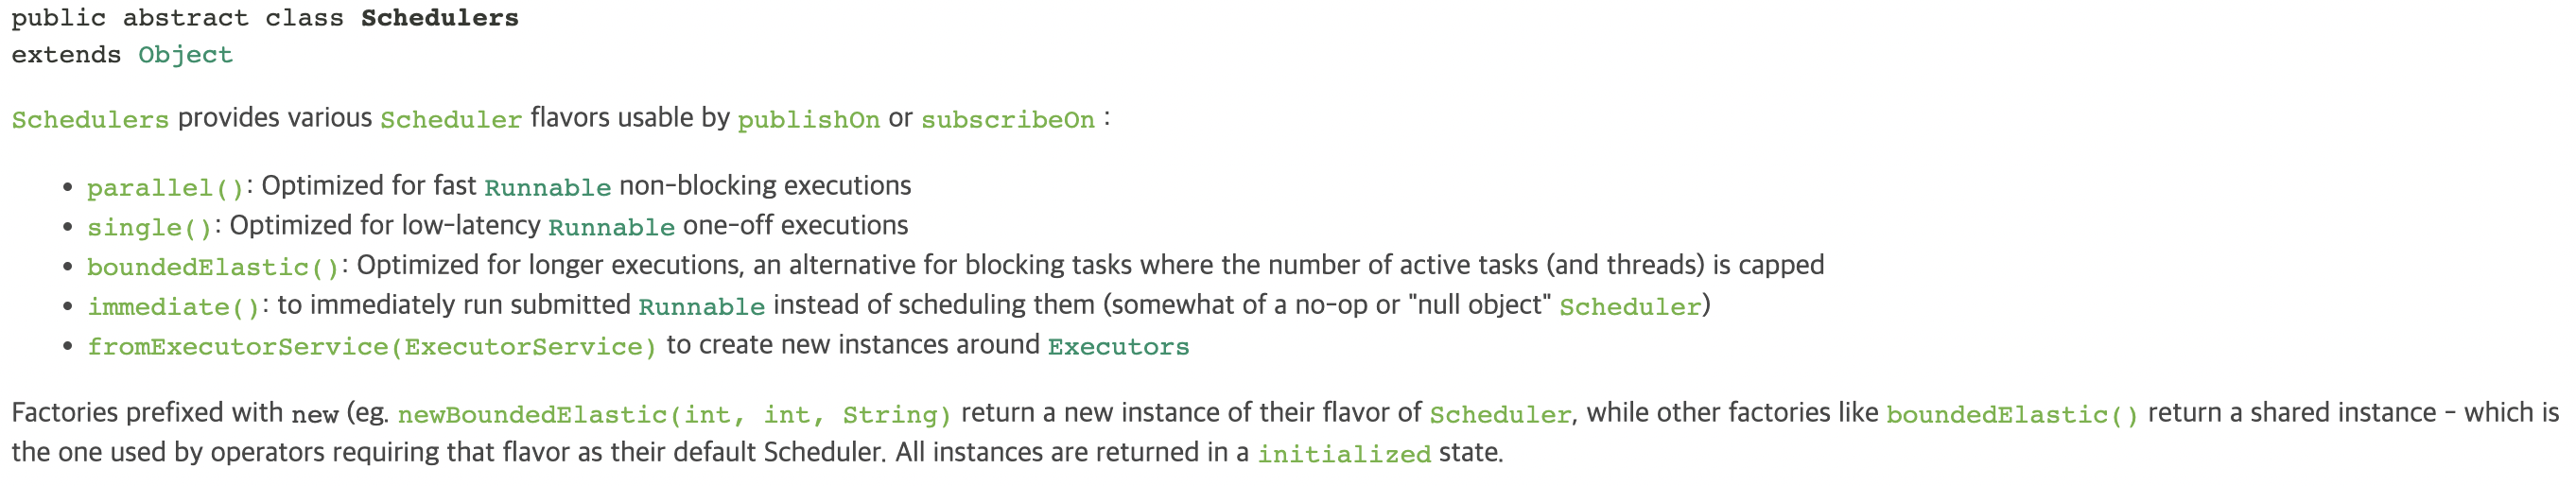 public abstract class Schedulers
extends Object
Schedulers provides various Scheduler flavors usable by publishOn or subscribeOn :
• parallel(): Optimized for fast Runnable non-blocking executions
• single(): Optimized for low-latency Runnable one-off executions
• boundedElastic(): Optimized for longer executions, an alternative for blocking tasks where the number of active tasks (and threads) is capped
• immediate(): to immediately run submitted Runnable instead of scheduling them (somewhat of a no-op or "null object" Scheduler)
• fromExecutorService(ExecutorService) to create new instances around Executors
Factories prefixed with new (eg. newBoundedElastic(int, int, String) return a new instance of their flavor of Scheduler, while other factories like boundedElastic() return a shared instance - which is
the one used by operators requiring that flavor as their default Scheduler. All instances are returned in a initialized state.